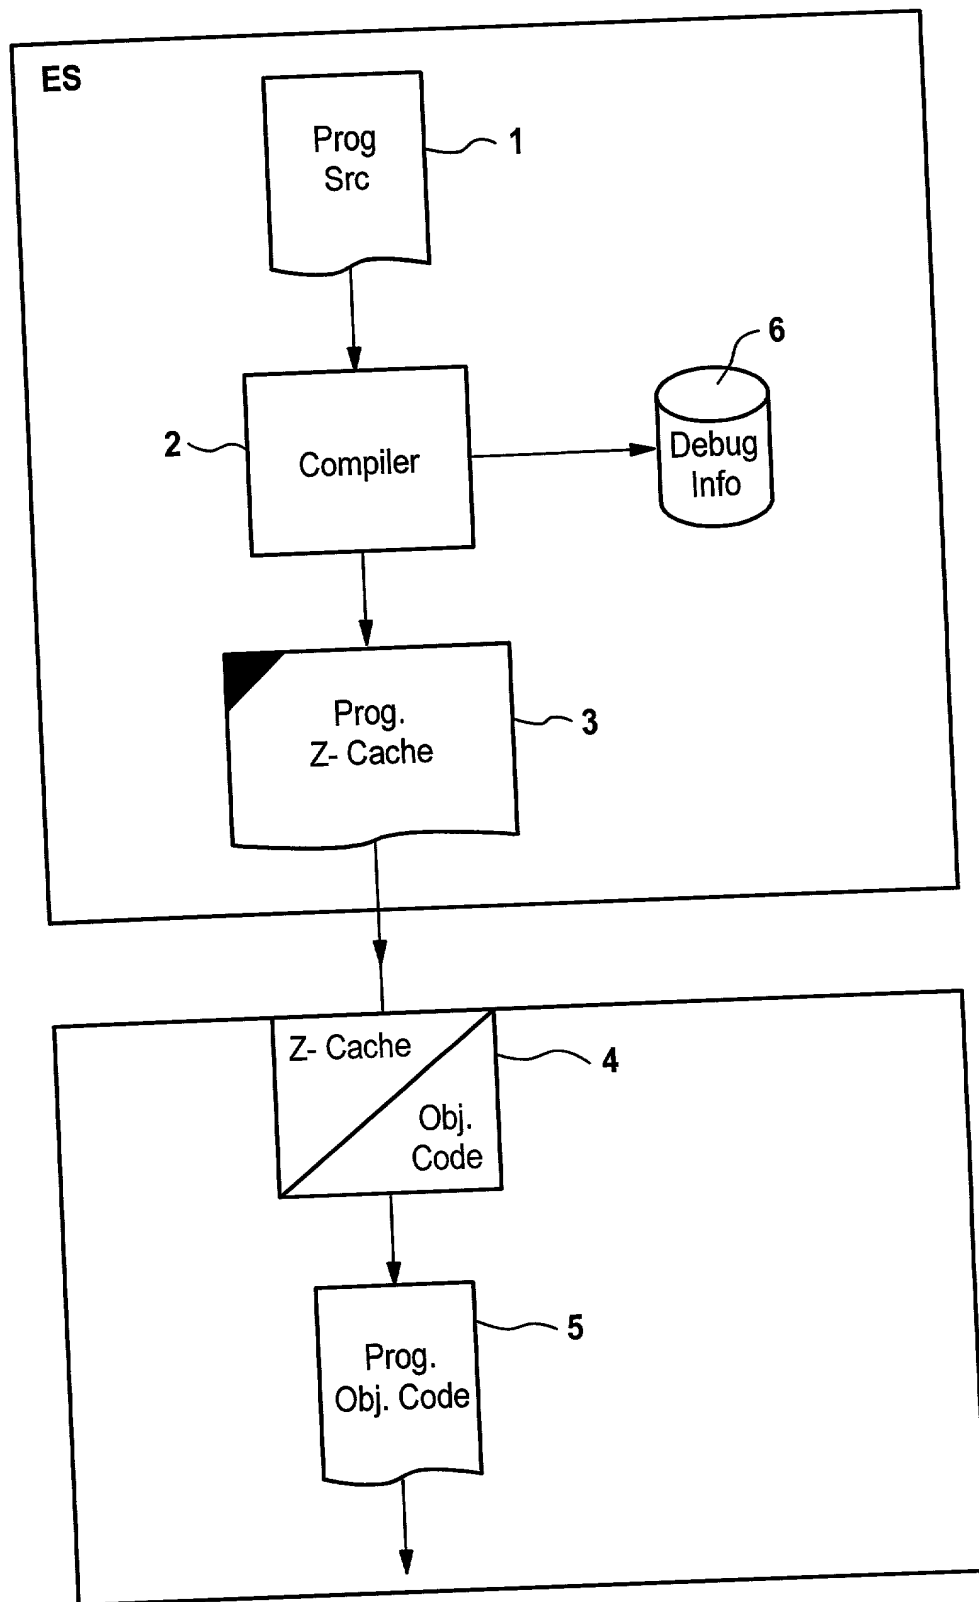 ES
Prog
Src
1
6
2
Compiler
Debug
Info
Prog.
Z- Cache
3
Z- Cache
4
Obj.
Code
5
Prog.
Obj. Code